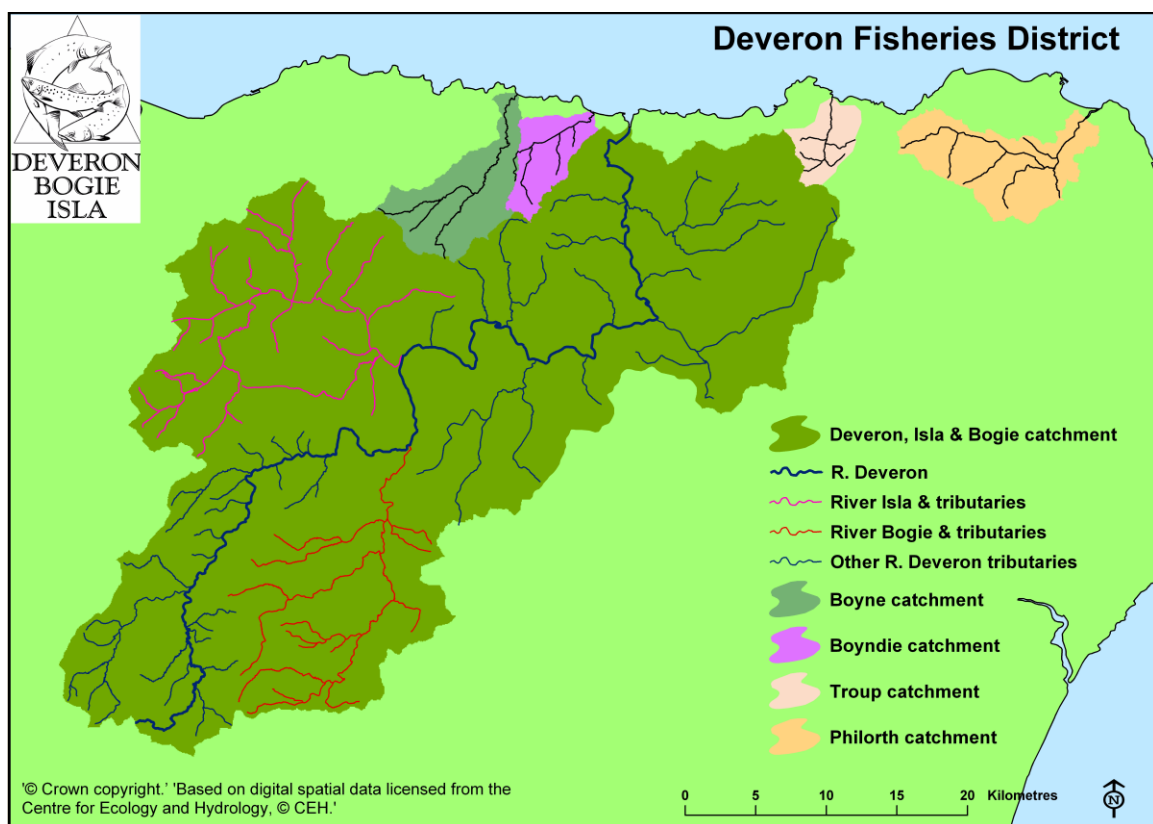 Deveron Fisheries District
DEVERON
BOGIE
ISLA
Deveron, Isla & Bogie catchment
R. Deveron
River Isla & tributaries
River Bogie & tributaries
Other R. Deveron tributaries
Boyne catchment
Boyndie catchment
Troup catchment
Philorth catchment
'© Crown copyright.' 'Based on digital spatial data licensed from the
Centre for Ecology and Hydrology, © CEH.'
0 5 10 15 20 Kilometres
N